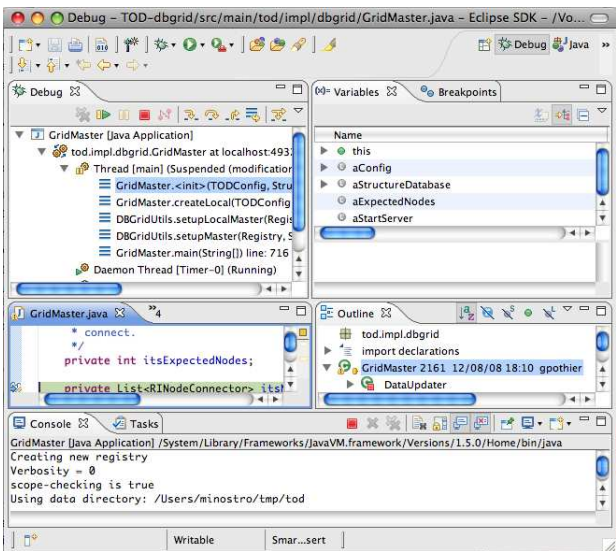 Debug – TOD-dbgrid/src/main/tod/impl/dbgrid/GridMaster.java – Eclipse SDK – /Vo...
Debug Java »
Debug
GridMaster [Java Application]
tod.impl.dbgrid.GridMaster at localhost:4932
Thread [main] (Suspended (modification
GridMaster.<init>(TODConfig, Stru
GridMaster.createLocal(TODConfig
DBGridUtils.setupLocalMaster(Regis
DBGridUtils.setupMaster(Registry, S
GridMaster.main(String[]) line: 716
Daemon Thread [Timer-0] (Running)
(x)= Variables Breakpoints
Name
this
aConfig
aStructureDatabase
aExpectedNodes
aStartServer
GridMaster.java »4
* connect.
*/
private int itsExpectedNodes;
private List<RINodeConnector> its
Outline
tod.impl.dbgrid
import declarations
GridMaster 2161 12/08/08 18:10 gpothier
DataUpdater
Console Tasks
GridMaster [Java Application] /System/Library/Frameworks/JavaVM.framework/Versions/1.5.0/Home/bin/java
Creating new registry
Verbosity = 0
scope-checking is true
Using data directory: /Users/minostro/tmp/tod
Writable Smar...sert